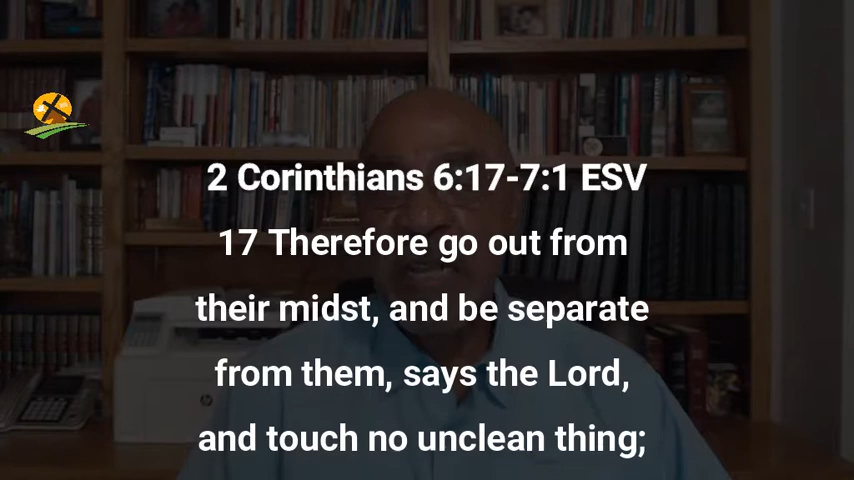 2 Corinthians 6:17-7:1 ESV
17 Therefore go out from
their midst, and be separate
from them, says the Lord,
and touch no unclean thing;